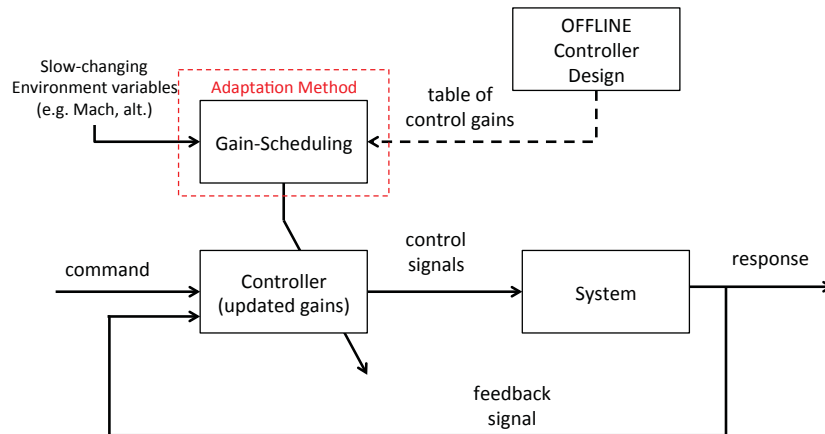 OFFLINE
Controller
Design
Slow-changing
Environment variables
(e.g. Mach, alt.)
Adaptation Method
table of
control gains
Gain-Scheduling
command
Controller
(updated gains)
control
signals
System
response
feedback
signal